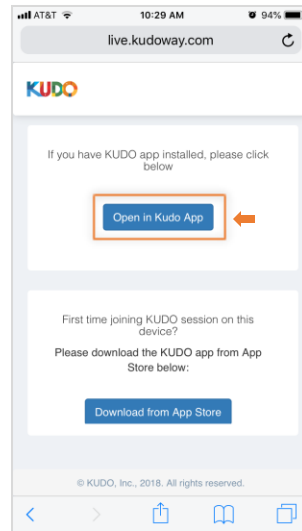 AT&T 10:29 AM 94%
live.kudoway.com
KUDO
If you have KUDO app installed, please click
below
Open in Kudo App
First time joining KUDO session on this
device?
Please download the KUDO app from App
Store below:
Download from App Store
© KUDO, Inc., 2018. All rights reserved.